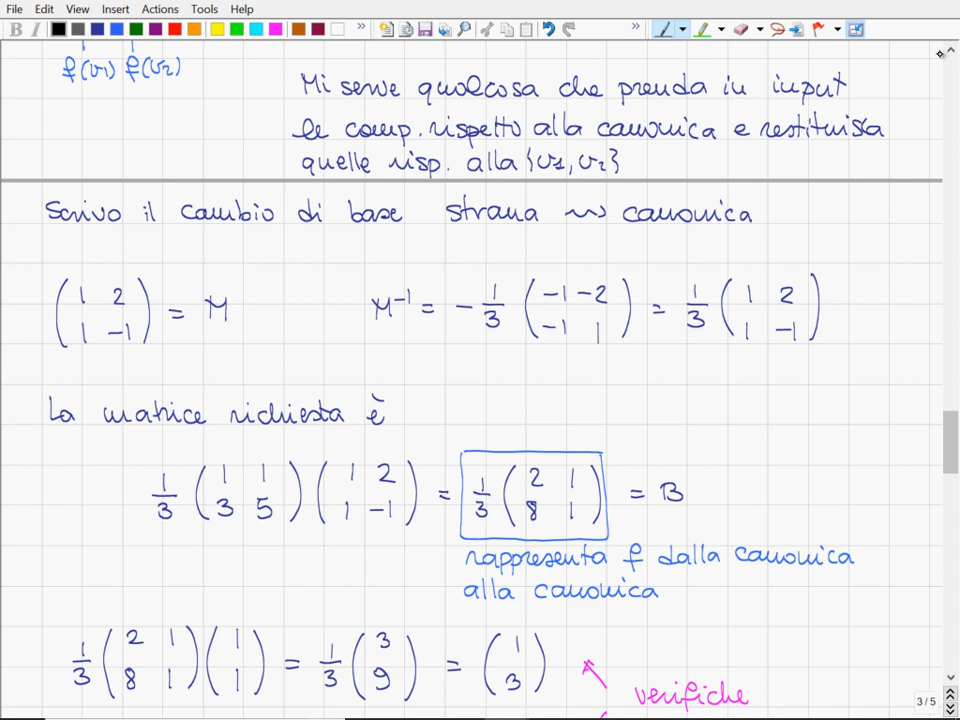 File Edit View Insert Actions Tools Help
B I » »
f(v1) f(v2)
Mi serve qualcosa che prenda in input
le comp. rispetto alla canonica e restituisca
quelle risp. alla {v1, v2}
Scrivo il cambio di base strana ⇝ canonica
(1 2 / 1 -1) = M M⁻¹ = - 1/3 (-1 -2 / -1 1) = 1/3 (1 2 / 1 -1)
La matrice richiesta è
1/3 (1 1 / 3 5) (1 2 / 1 -1) = 1/3 (2 1 / 8 1) = B
rappresenta f dalla canonica
alla canonica
1/3 (2 1 / 8 1) (1 / 1) = 1/3 (3 / 9) = (1 / 3)
verifiche
3 / 5